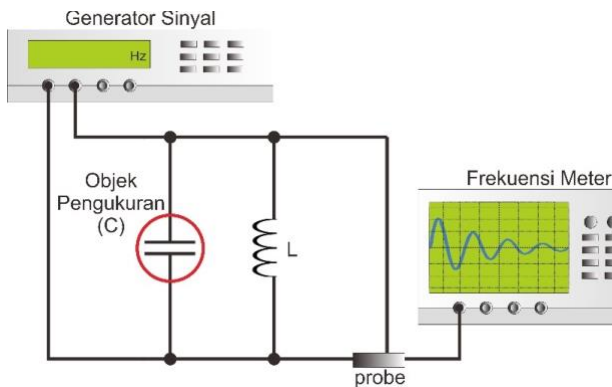 Generator Sinyal
Hz
Objek
Pengukuran
(C)
L
Frekuensi Meter
probe